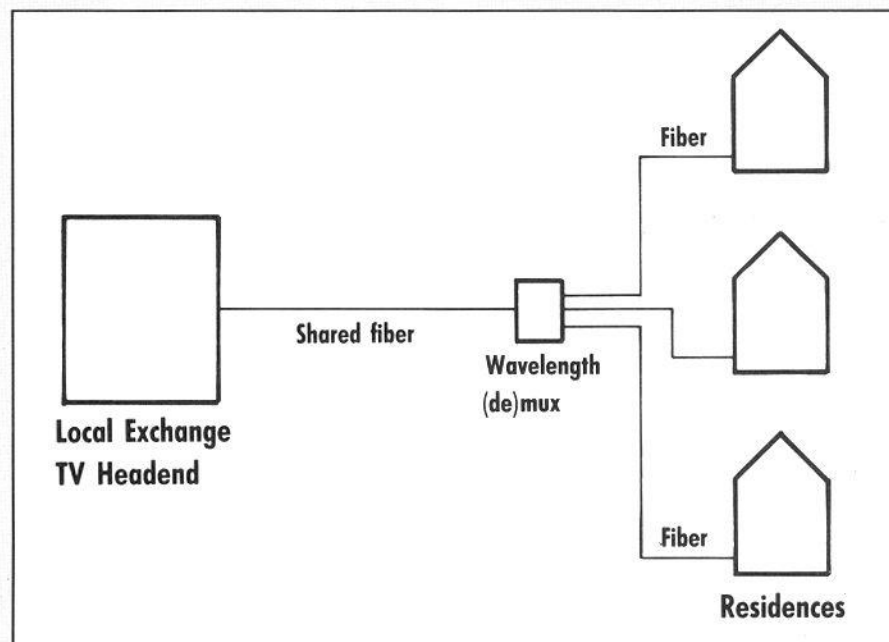 Fiber
Shared fiber
Wavelength
(de)mux
Local Exchange
TV Headend
Fiber
Residences